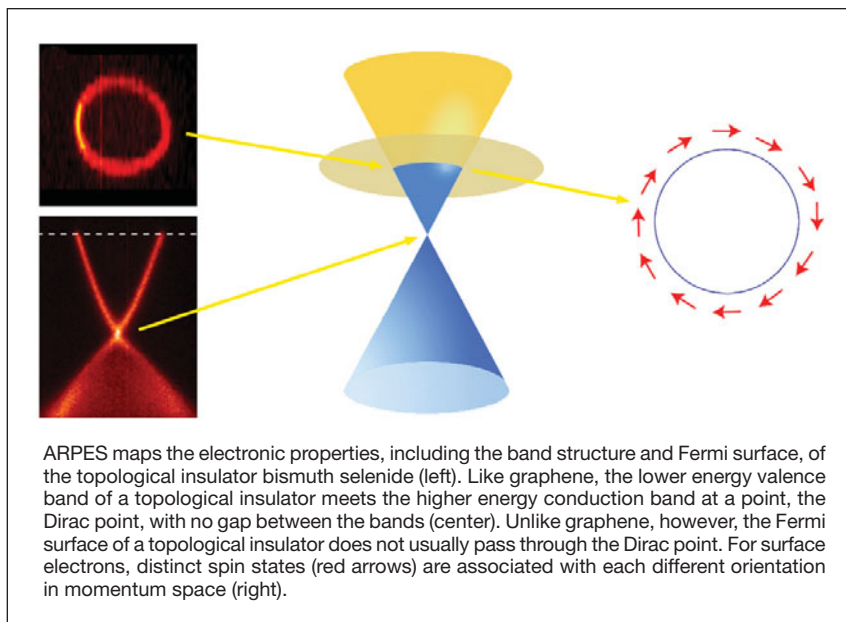 ARPES maps the electronic properties, including the band structure and Fermi surface, of
the topological insulator bismuth selenide (left). Like graphene, the lower energy valence
band of a topological insulator meets the higher energy conduction band at a point, the
Dirac point, with no gap between the bands (center). Unlike graphene, however, the Fermi
surface of a topological insulator does not usually pass through the Dirac point. For surface
electrons, distinct spin states (red arrows) are associated with each different orientation
in momentum space (right).